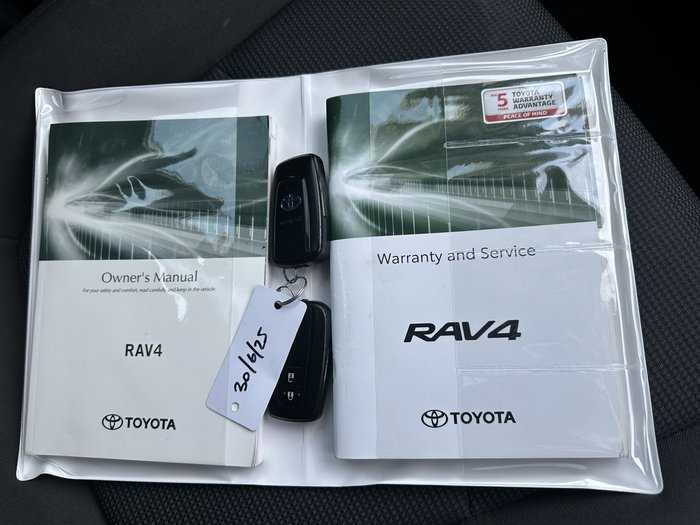 Owner's Manual
For your safety and comfort, read carefully and keep in the vehicle.
RAV4
TOYOTA
30/6/25
5
YEARS
TOYOTA
WARRANTY
ADVANTAGE
PEACE OF MIND
Warranty and Service
RAV4
TOYOTA